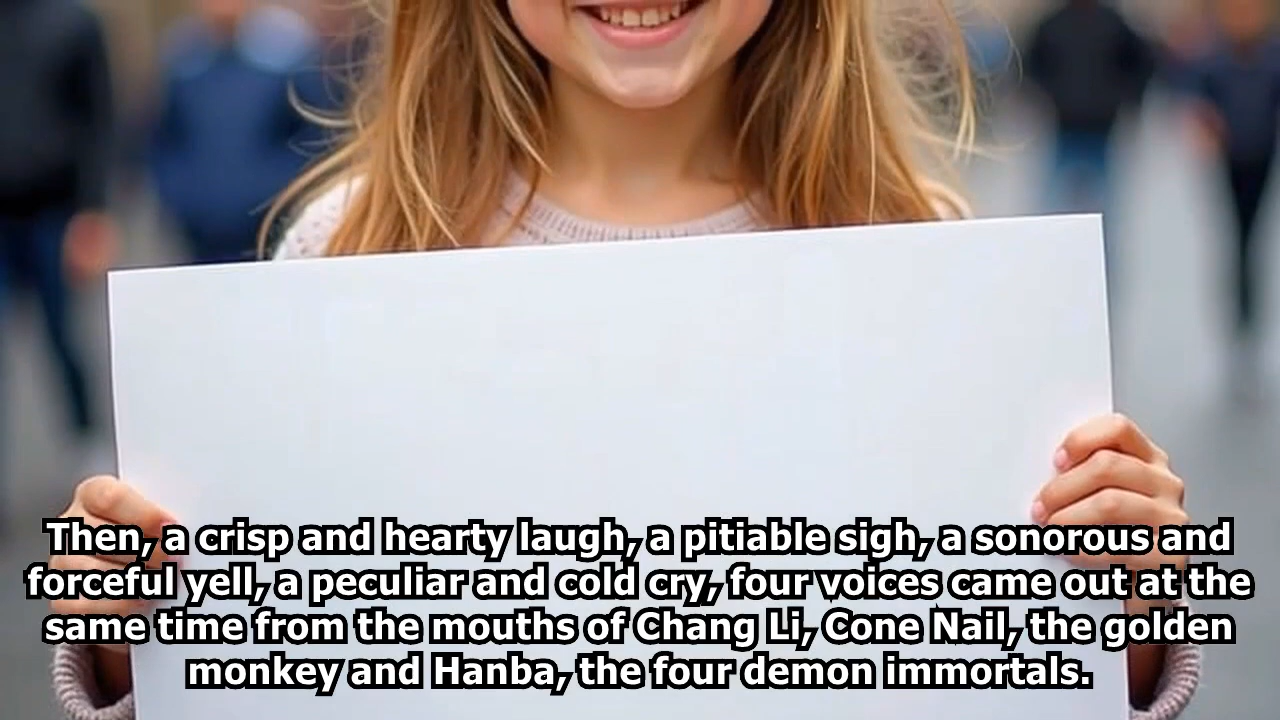 Then, a crisp and hearty laugh, a pitiable sigh, a sonorous and
forceful yell, a peculiar and cold cry, four voices came out at the
same time from the mouths of Chang Li, Cone Nail, the golden
monkey and Hanba, the four demon immortals.